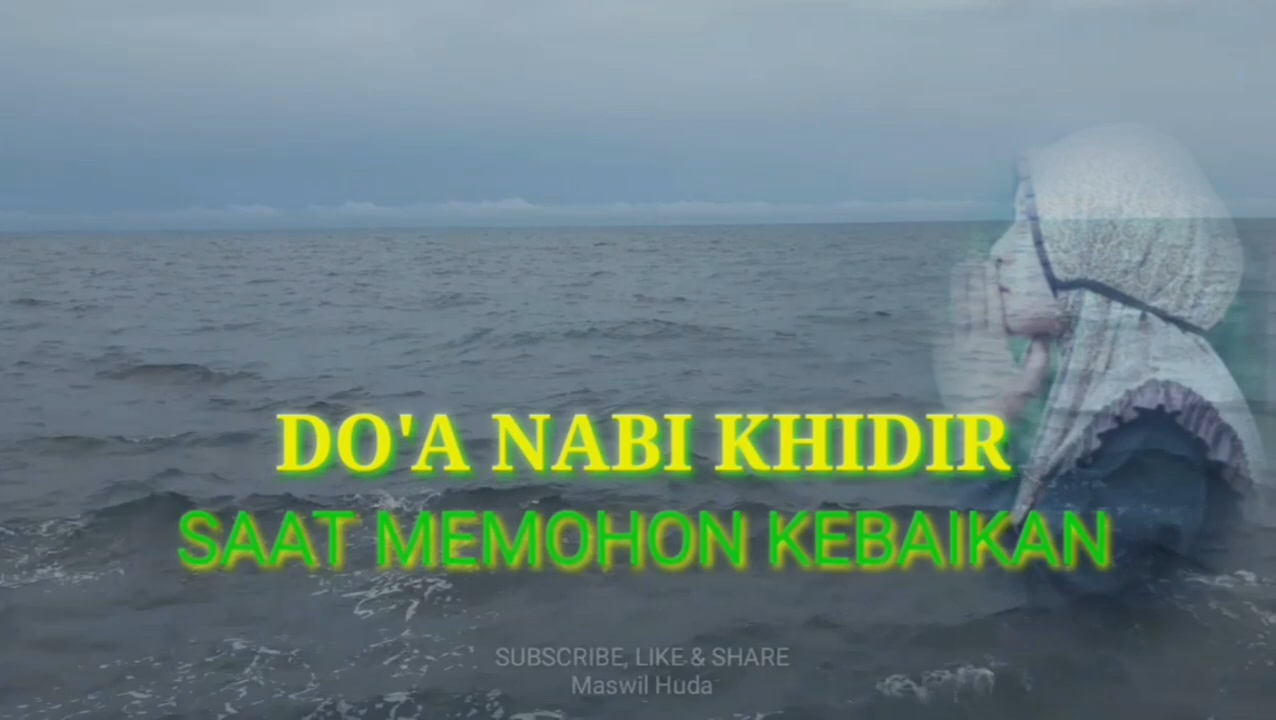 DO'A NABI KHIDIR
SAAT MEMOHON KEBAIKAN
SUBSCRIBE, LIKE & SHARE
Maswil Huda